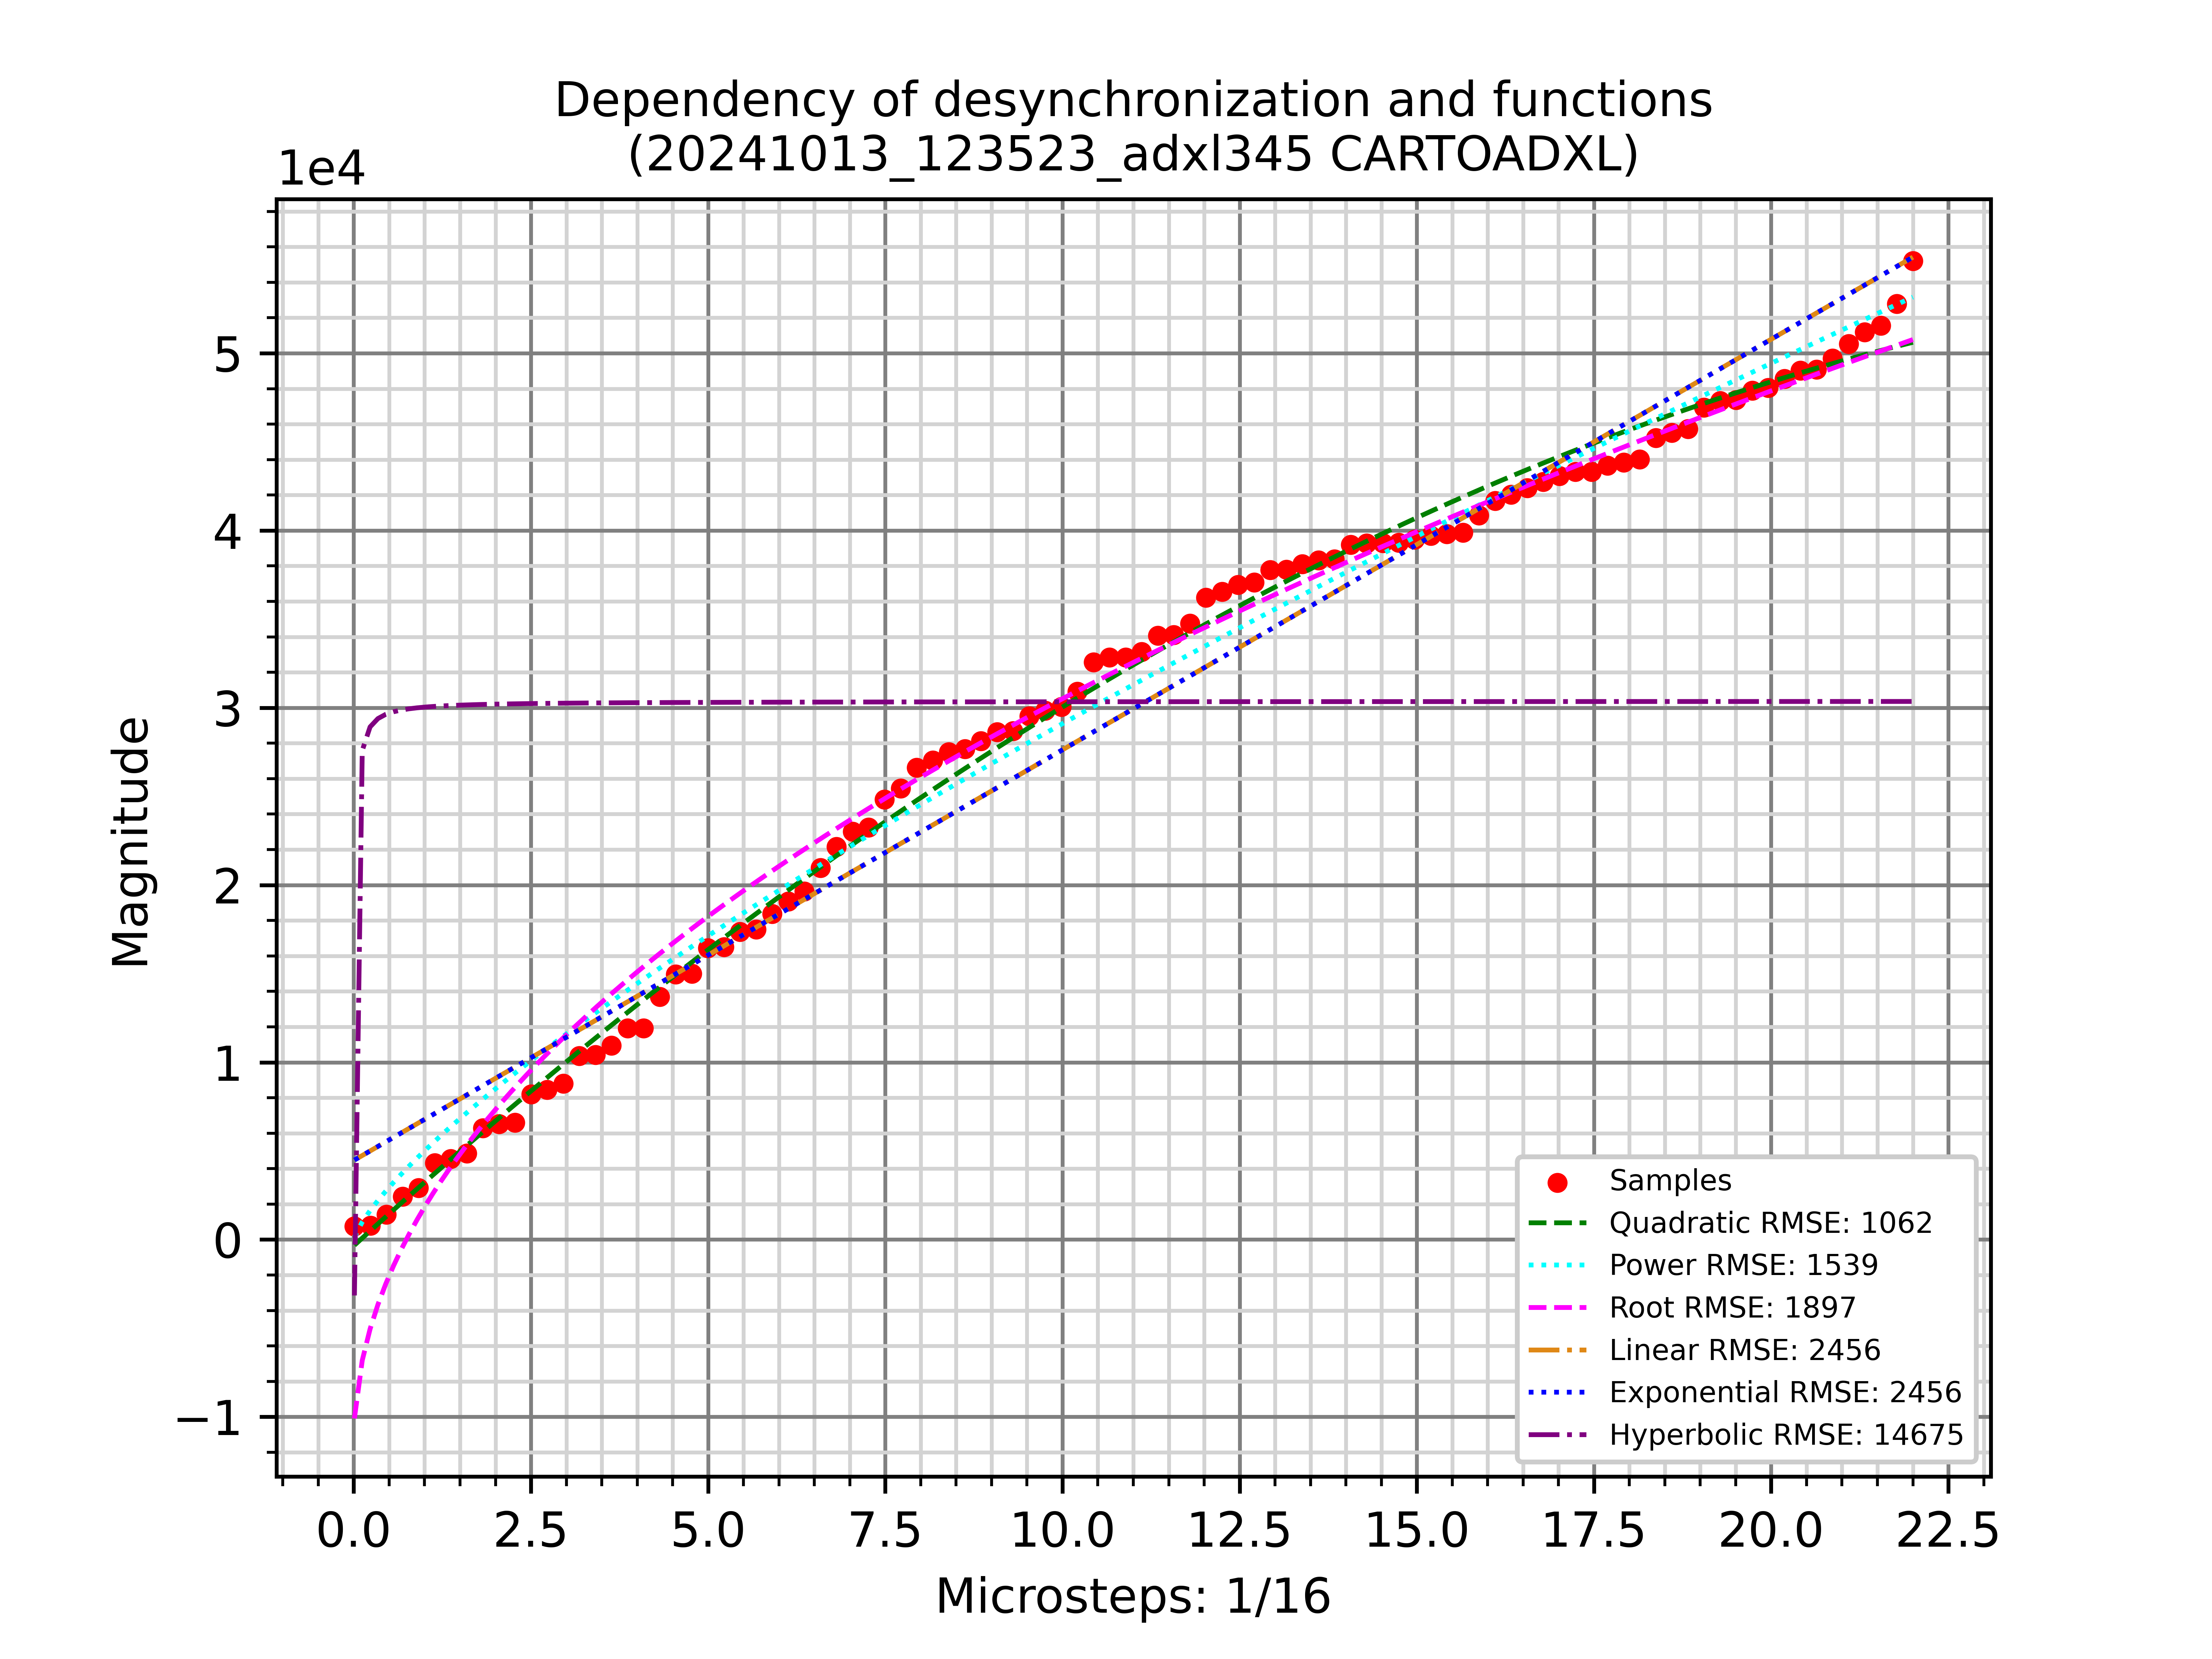 Dependency of desynchronization and functions
(20241013_123523_adxl345 CARTOADXL)
1e4
5
4
3
2
1
0
−1
Magnitude
Samples
Quadratic RMSE: 1062
Power RMSE: 1539
Root RMSE: 1897
Linear RMSE: 2456
Exponential RMSE: 2456
Hyperbolic RMSE: 14675
0.0 2.5 5.0 7.5 10.0 12.5 15.0 17.5 20.0 22.5
Microsteps: 1/16